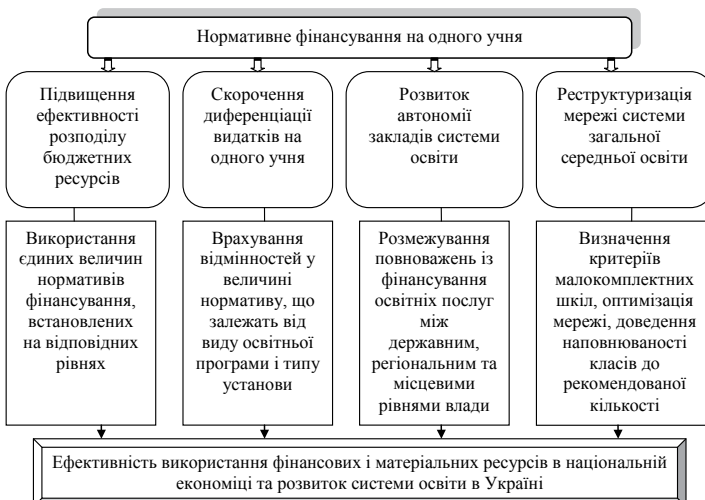 Нормативне фінансування на одного учня
Підвищення
ефективності
розподілу
бюджетних
ресурсів
Скорочення
диференціації
видатків на
одного учня
Розвиток
автономії
закладів системи
освіти
Реструктуризація
мережі системи
загальної
середньої освіти
Використання
єдиних величин
нормативів
фінансування,
встановлених
на відповідних
рівнях
Врахування
відмінностей у
величині
нормативу, що
залежать від
виду освітньої
програми і типу
установи
Розмежування
повноважень із
фінансування
освітніх послуг
між
державним,
регіональним та
місцевими
рівнями влади
Визначення
критеріїв
малокомплектних
шкіл, оптимізація
мережі, доведення
наповнюваності
класів до
рекомендованої
кількості
Ефективність використання фінансових і матеріальних ресурсів в національній
економіці та розвиток системи освіти в Україні